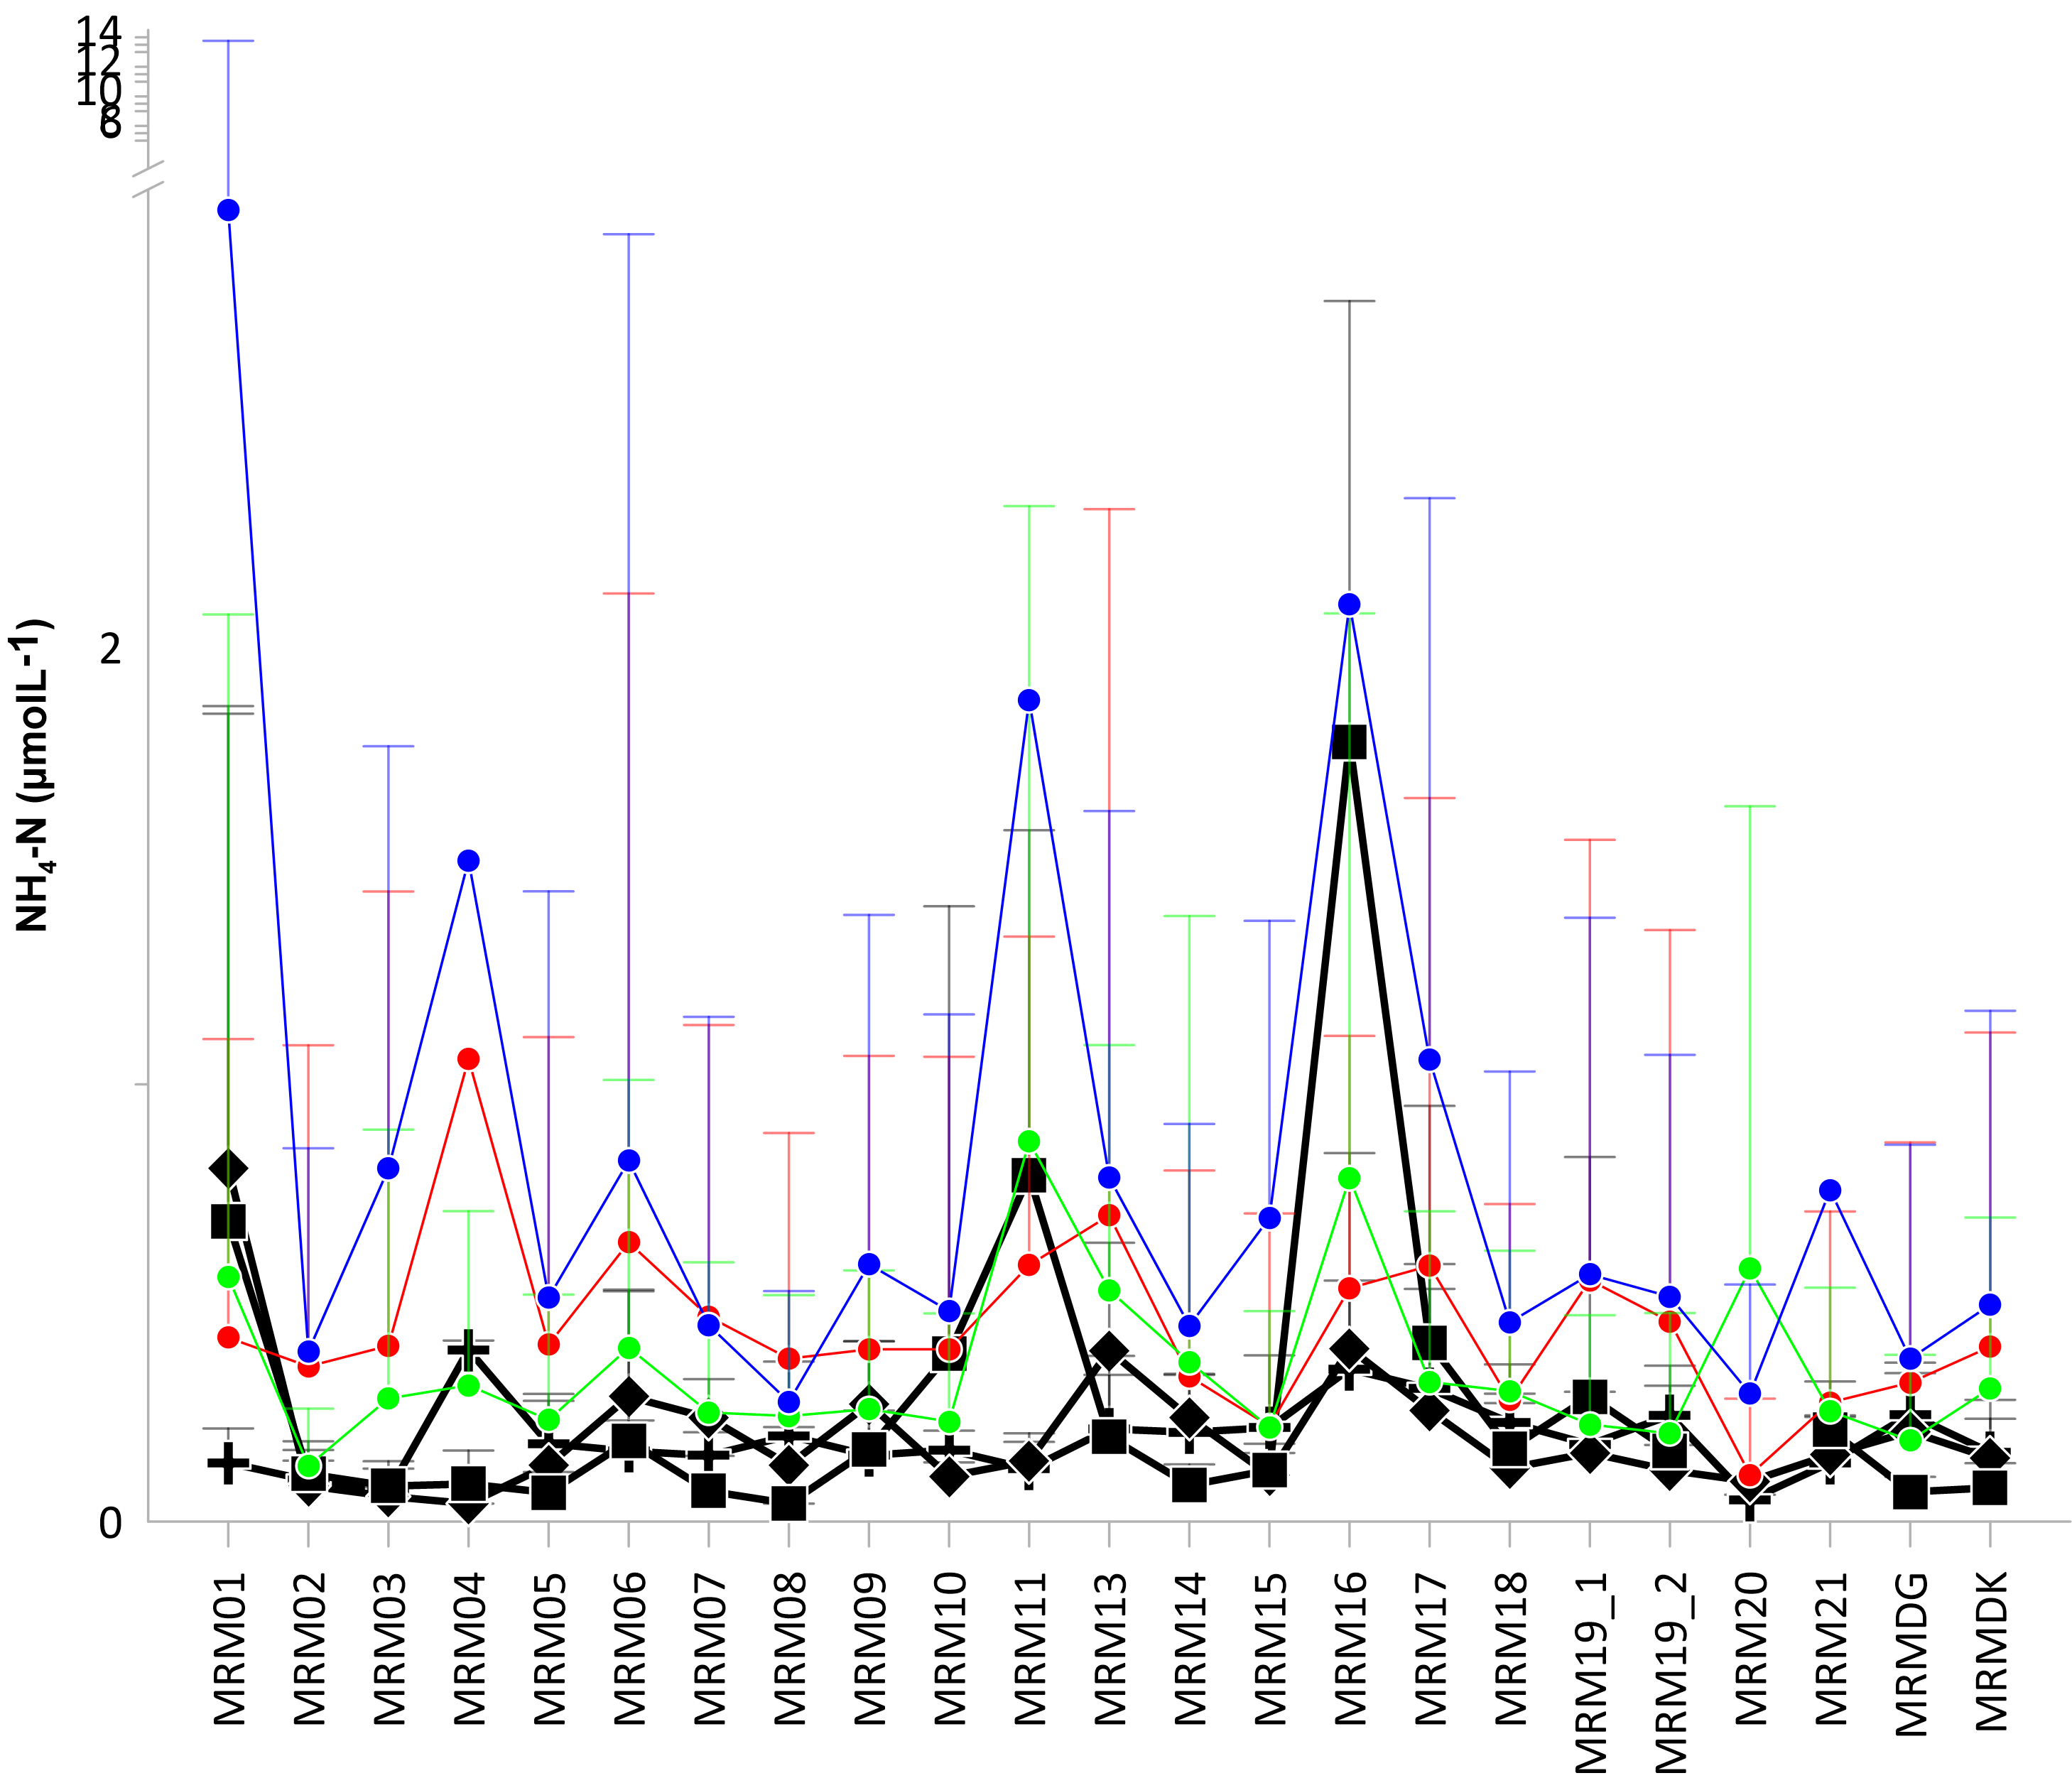 14
12
10
8
6
2
0
NH4-N (µmolL-1)
MRM01
MRM02
MRM03
MRM04
MRM05
MRM06
MRM07
MRM08
MRM09
MRM10
MRM11
MRM13
MRM14
MRM15
MRM16
MRM17
MRM18
MRM19_1
MRM19_2
MRM20
MRM21
MRMDG
MRMDK